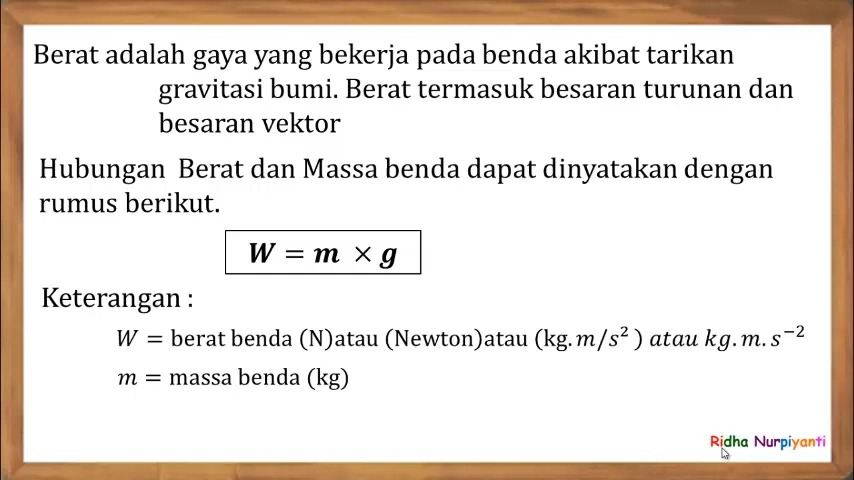 Berat adalah gaya yang bekerja pada benda akibat tarikan
gravitasi bumi. Berat termasuk besaran turunan dan
besaran vektor
Hubungan Berat dan Massa benda dapat dinyatakan dengan
rumus berikut.
W = m × g
Keterangan :
W = berat benda (N)atau (Newton)atau (kg.m/s²) atau kg.m.s⁻²
m = massa benda (kg)
Ridha Nurpiyanti